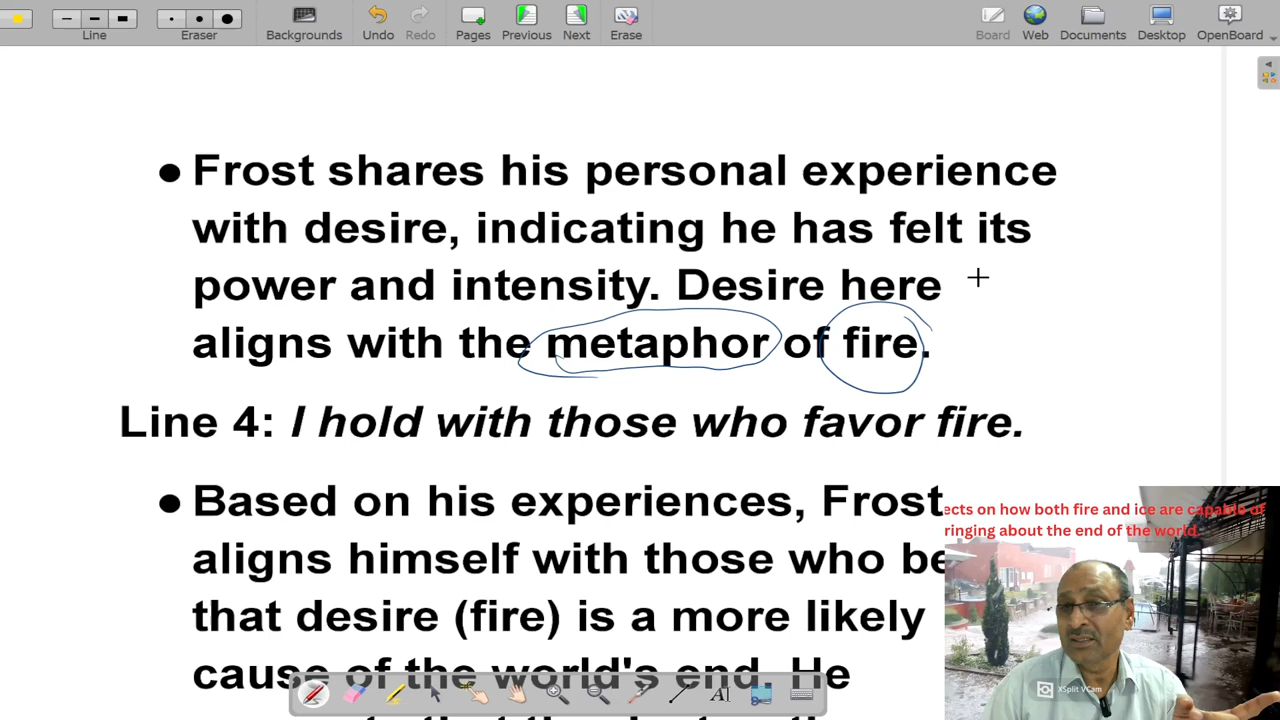 Line
Eraser
Backgrounds
Undo
Redo
Pages
Previous
Next
Erase
Board
Web
Documents
Desktop
OpenBoard
● Frost shares his personal experience
with desire, indicating he has felt its
power and intensity. Desire here
aligns with the metaphor of fire.
Line 4: I hold with those who favor fire.
● Based on his experiences, Frost
aligns himself with those who be
that desire (fire) is a more likely
cause of the world's end. He
ects on how both fire and ice are capable of
ringing about the end of the world.
XSplit VCam